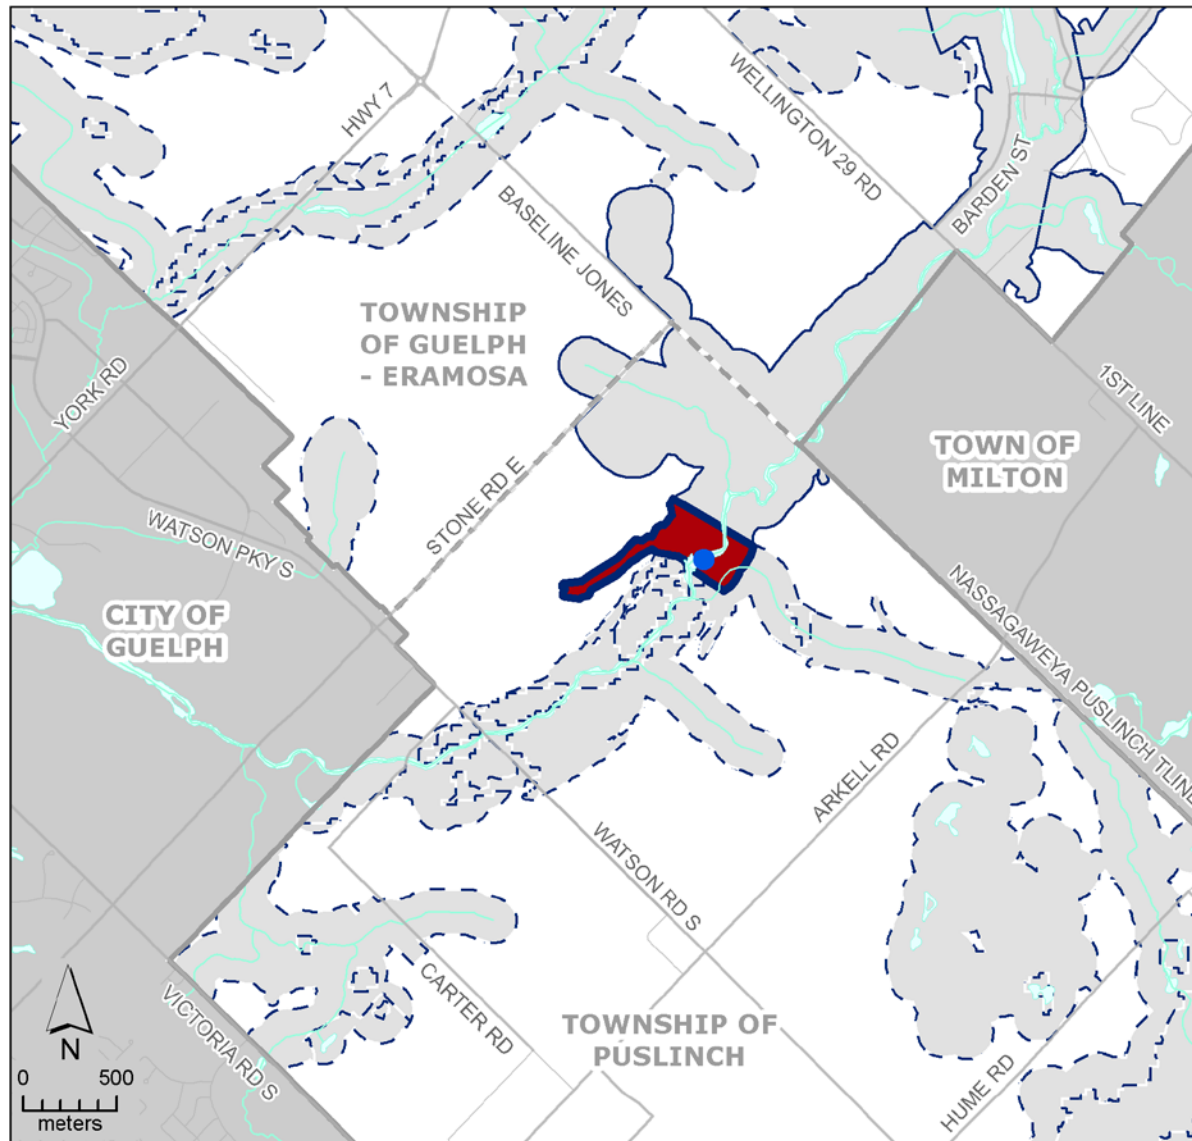 HWY 7
WELLINGTON 29 RD
BARDEN ST
BASELINE JONES
TOWNSHIP
OF GUELPH
- ERAMOSA
YORK RD
1ST LINE
TOWN OF
MILTON
STONE RD E
WATSON PKY S
CITY OF
GUELPH
NASSAGAWEYA PUSLINCH TLINE
ARKELL RD
WATSON RD S
CARTER RD
VICTORIA RD S
TOWNSHIP OF
PUSLINCH
HUME RD
N
0 500
meters